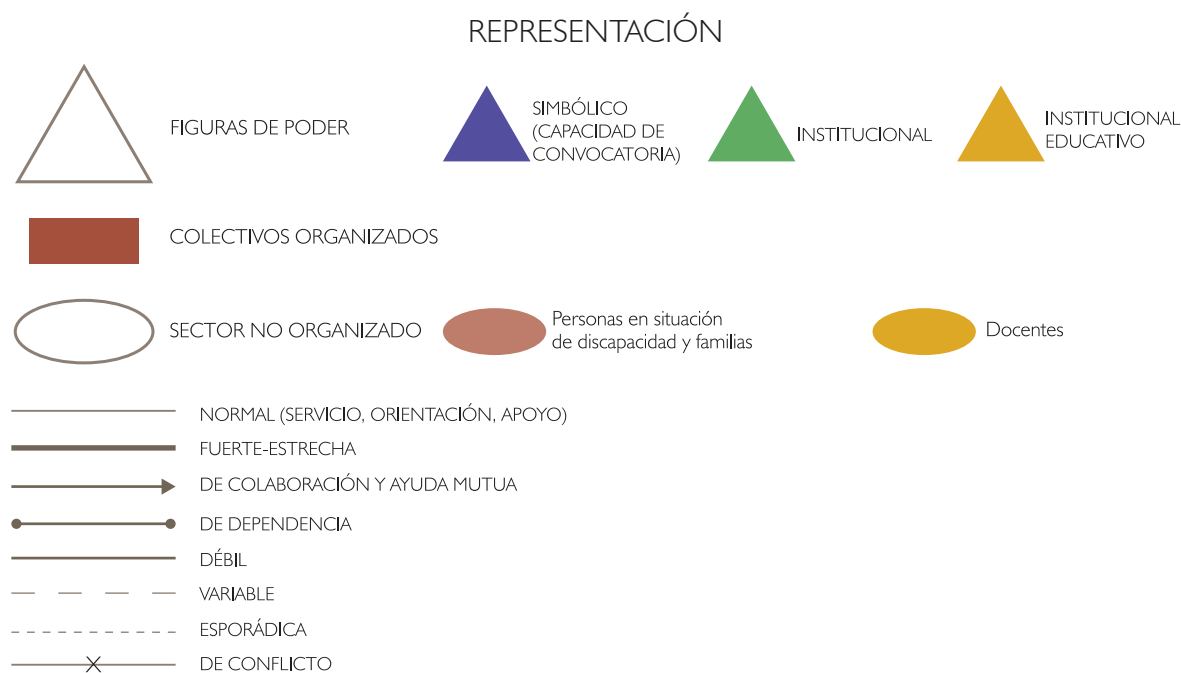 REPRESENTACIÓN
FIGURAS DE PODER
SIMBÓLICO
(CAPACIDAD DE
CONVOCATORIA)
INSTITUCIONAL
INSTITUCIONAL
EDUCATIVO
COLECTIVOS ORGANIZADOS
SECTOR NO ORGANIZADO
Personas en situación
de discapacidad y familias
Docentes
NORMAL (SERVICIO, ORIENTACIÓN, APOYO)
FUERTE-ESTRECHA
DE COLABORACIÓN Y AYUDA MUTUA
DE DEPENDENCIA
DÉBIL
VARIABLE
ESPORÁDICA
DE CONFLICTO